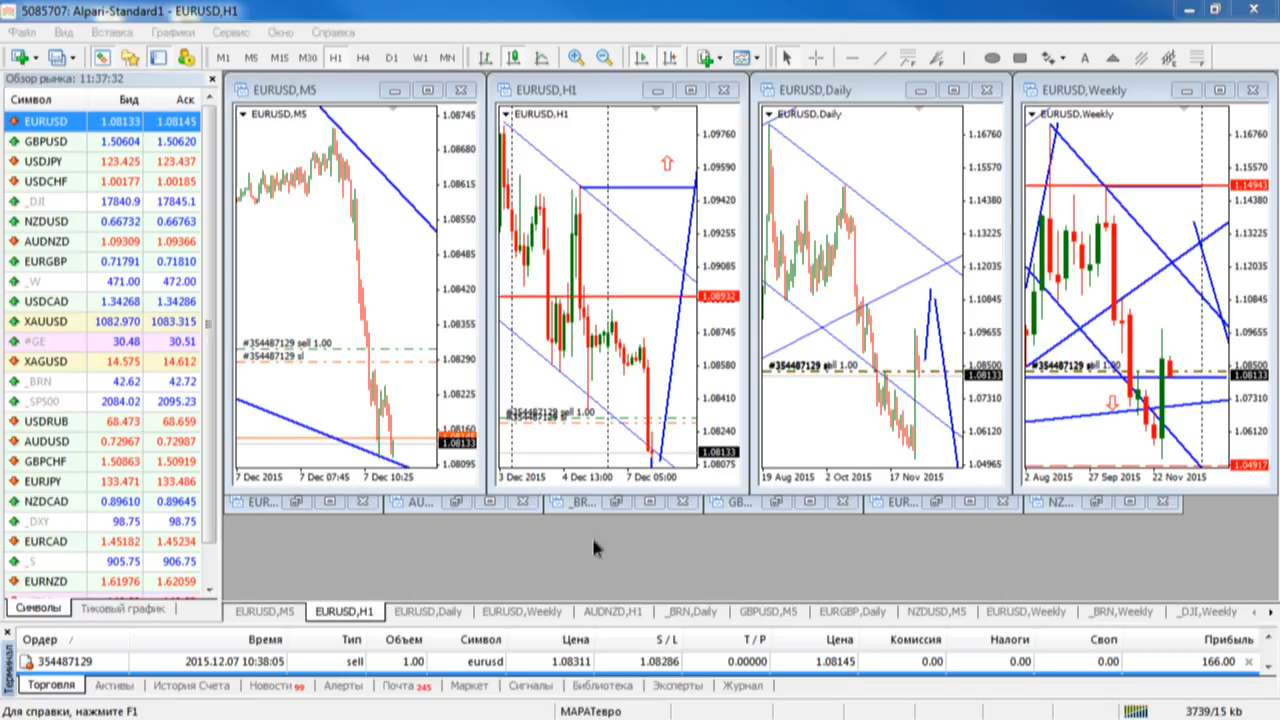 5085707: Alpari-Standard1 - EURUSD,H1
Файл Вид Вставка Графики Сервис Окно Справка
M1 M5 M15 M30 H1 H4 D1 W1 MN
A
Обзор рынка: 11:37:32
Символ Бид Аск
EURUSD 1.08133 1.08145
GBPUSD 1.50604 1.50620
USDJPY 123.425 123.437
USDCHF 1.00177 1.00185
_DJI 17840.9 17845.1
NZDUSD 0.66732 0.66763
AUDNZD 1.09309 1.09366
EURGBP 0.71791 0.71810
_W 471.00 472.00
USDCAD 1.34268 1.34286
XAUUSD 1082.970 1083.315
#GE 30.48 30.51
XAGUSD 14.575 14.612
_BRN 42.62 42.72
_SP500 2084.02 2095.23
USDRUB 68.473 68.659
AUDUSD 0.72967 0.72987
GBPCHF 1.50863 1.50919
EURJPY 133.471 133.486
NZDCAD 0.89610 0.89645
_DXY 98.75 98.75
EURCAD 1.45182 1.45234
_S 905.75 906.75
EURNZD 1.61976 1.62059
Символы Тиковый график
EURUSD,M5
EURUSD,M5
1.08745
1.08680
1.08615
1.08550
1.08485
1.08420
1.08355
1.08290
1.08225
1.08160
1.08133
1.08095
#354487129 sell 1.00
#354487129 sl
7 Dec 2015 7 Dec 07:45 7 Dec 10:25
EURUSD,H1
EURUSD,H1
1.09760
1.09590
1.09420
1.09265
1.09085
1.08932
1.08745
1.08580
1.08410
1.08240
1.08133
1.08075
#354487129 sell 1.00
#354487129 sl
3 Dec 2015 4 Dec 13:00 7 Dec 05:00
EURUSD,Daily
EURUSD,Daily
1.16760
1.15570
1.14380
1.13225
1.12035
1.10845
1.09655
1.08500
1.08133
1.07310
1.06120
1.04965
#354487129 sell 1.00
19 Aug 2015 2 Oct 2015 17 Nov 2015
EURUSD,Weekly
EURUSD,Weekly
1.16760
1.15570
1.14943
1.14380
1.13225
1.12035
1.10845
1.09655
1.08500
1.08133
1.07310
1.06120
1.04917
#354487129 sell 1.00
2 Aug 2015 27 Sep 2015 22 Nov 2015
EUR... AU... _BR... GB... EUR... NZ...
EURUSD,M5 EURUSD,H1 EURUSD,Daily EURUSD,Weekly AUDNZD,H1 _BRN,Daily GBPUSD,M5 EURGBP,Daily NZDUSD,M5 EURUSD,Weekly _BRN,Weekly _DJI,Weekly
Терминал
Ордер / Время Тип Объем Символ Цена S / L T / P Цена Комиссия Налоги Своп Прибыль
354487129 2015.12.07 10:38:05 sell 1.00 eurusd 1.08311 1.08286 0.00000 1.08145 0.00 0.00 0.00 166.00
Торговля Активы История Счета Новости 99 Алерты Почта 245 Маркет Сигналы Библиотека Эксперты Журнал
Для справки, нажмите F1 МАРАТевро 3739/15 kb